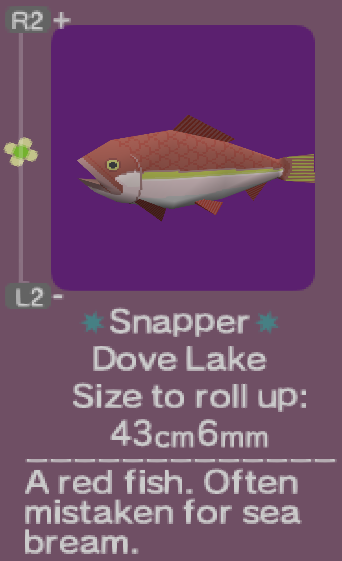 R2 +
L2 -
Snapper
Dove Lake
Size to roll up:
43cm6mm
A red fish. Often
mistaken for sea
bream.